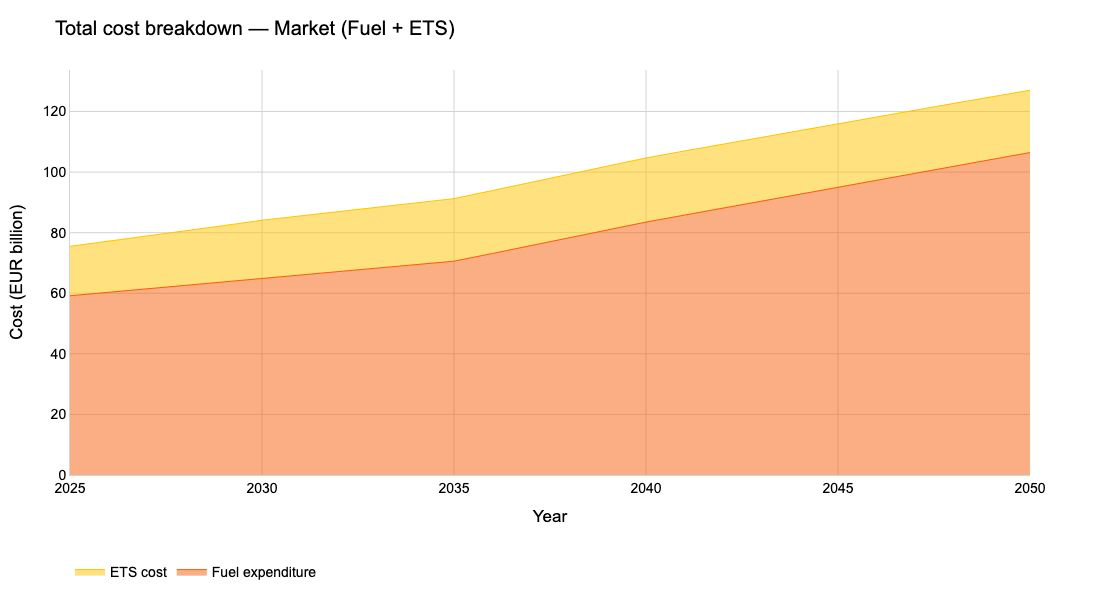 Total cost breakdown — Market (Fuel + ETS)
Cost (EUR billion)
120
100
80
60
40
20
0
2025 2030 2035 2040 2045 2050
Year
ETS cost Fuel expenditure